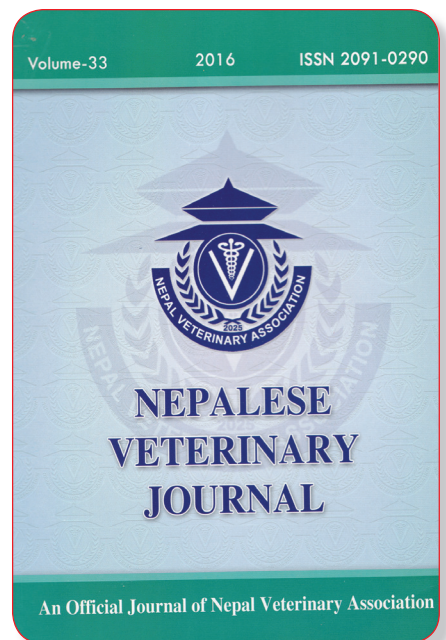 Volume-33 2016 ISSN 2091-0290
NEPAL VETERINARY ASSOCIATION
2025
NEPALESE
VETERINARY
JOURNAL
An Official Journal of Nepal Veterinary Association